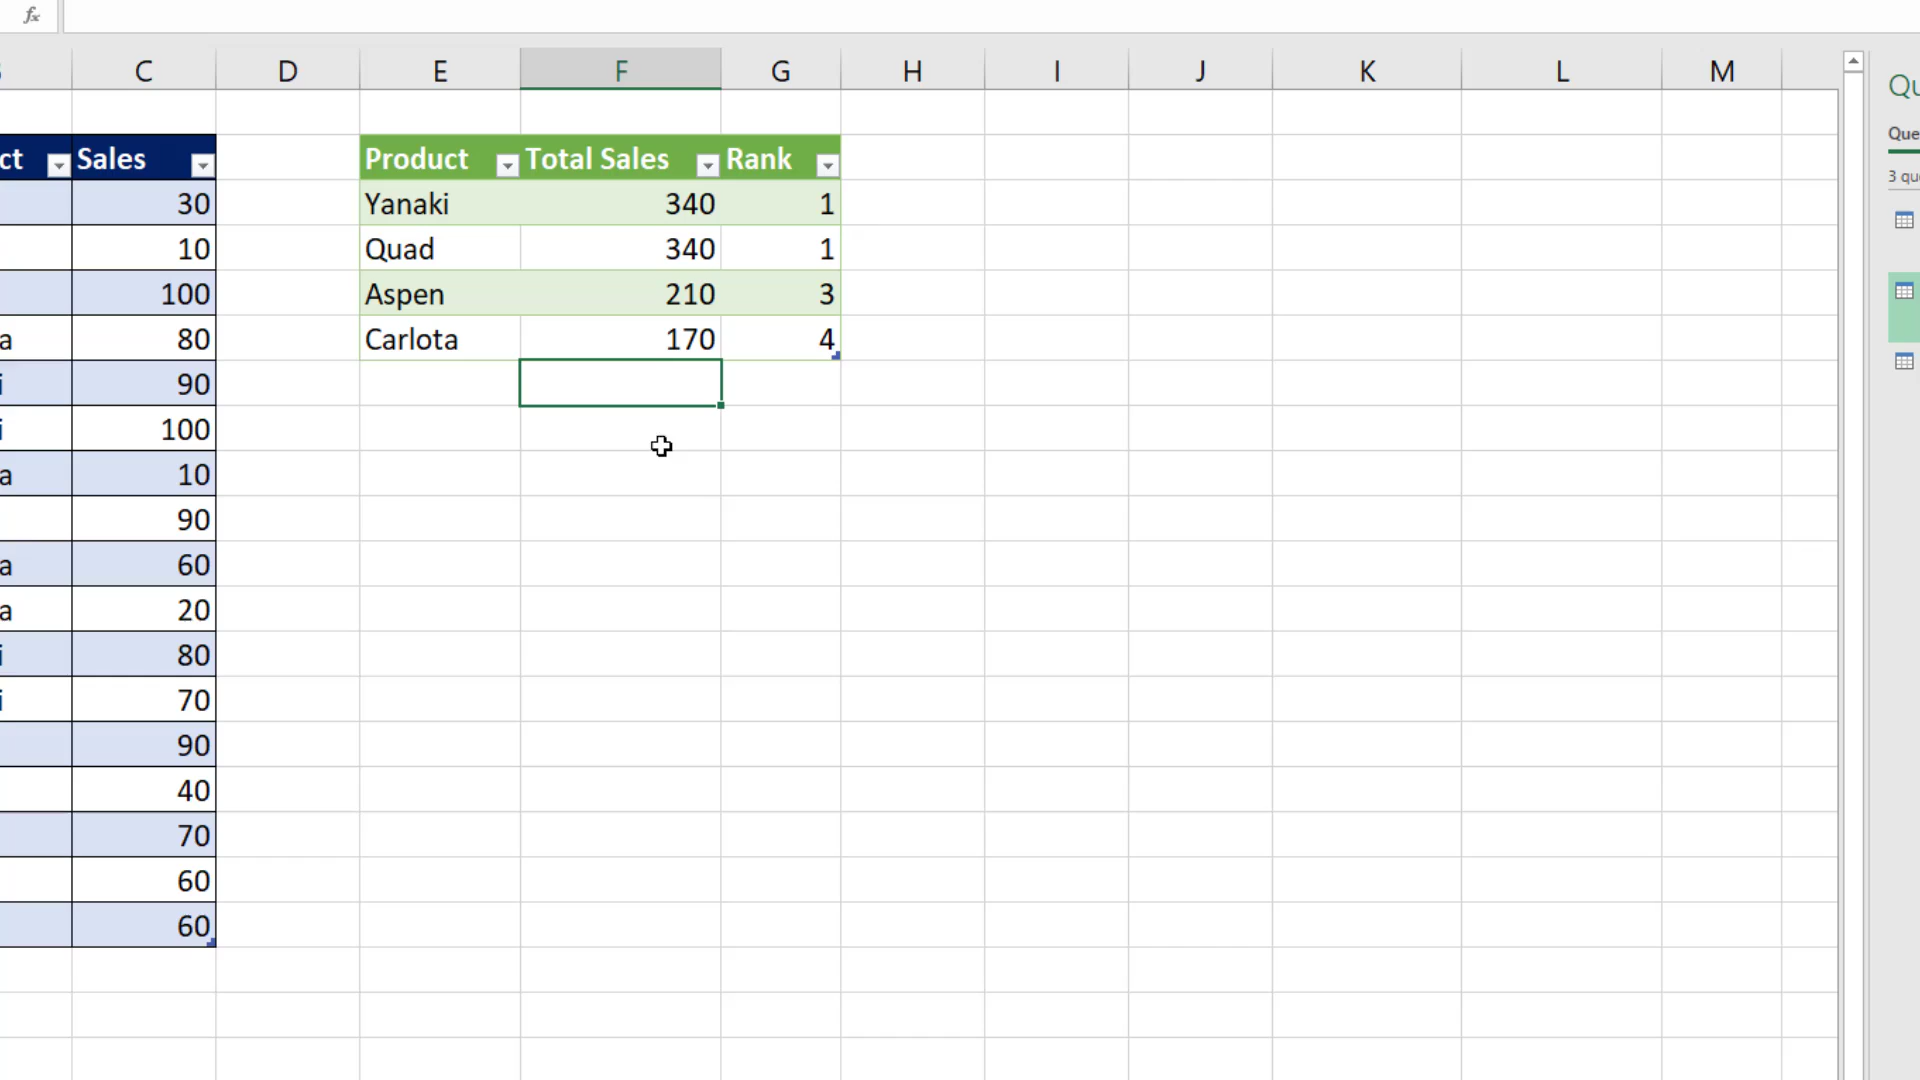 fx
C D E F G H I J K L M
Qu
ct Sales Product Total Sales Rank
Que
30 Yanaki 340 1
3 que
10 Quad 340 1
100 Aspen 210 3
a 80 Carlota 170 4
i 90
i 100
a 10
90
a 60
a 20
i 80
i 70
90
40
70
60
60